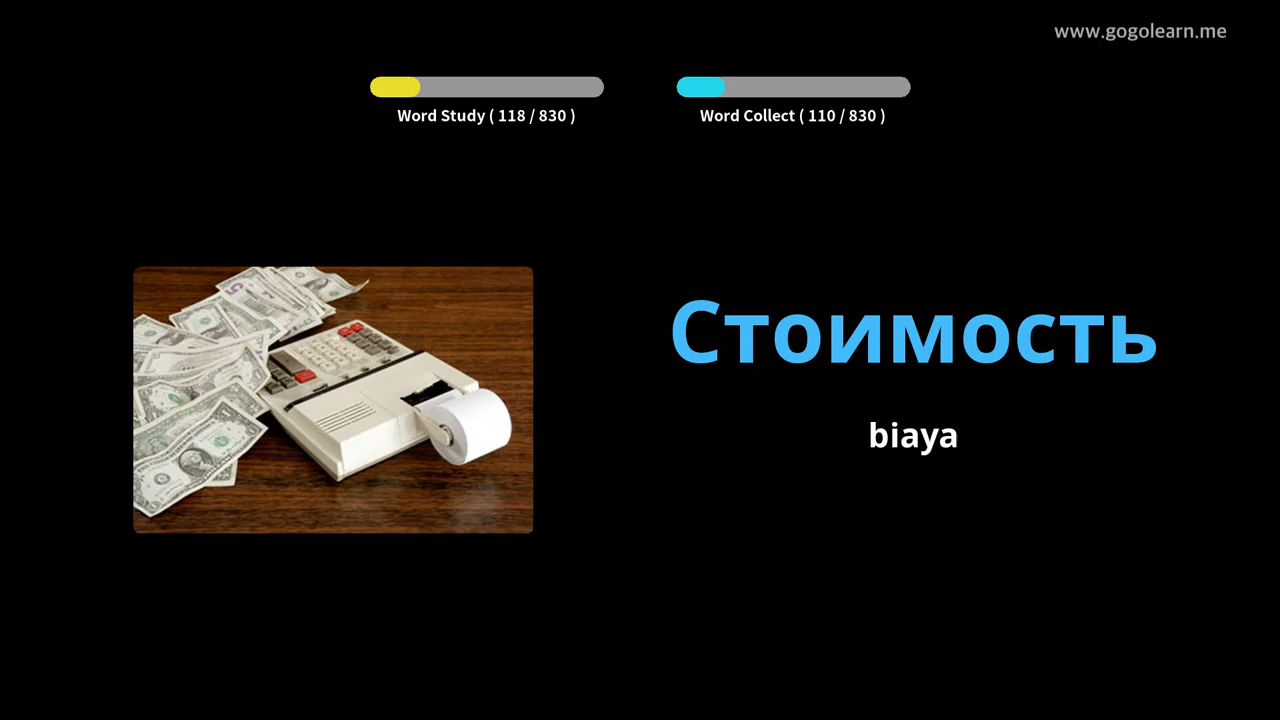 www.gogolearn.me
Word Study ( 118 / 830 )
Word Collect ( 110 / 830 )
Стоимость
biaya